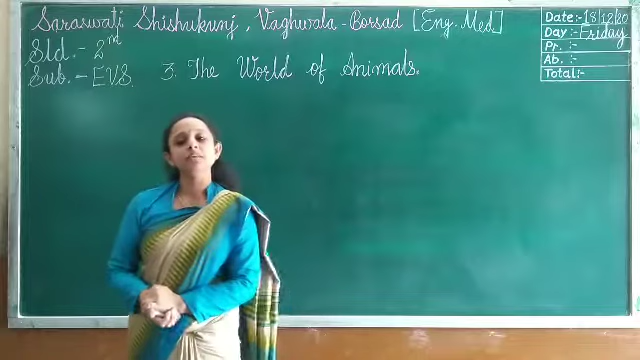 Saraswati Shishukunj, Vaghwala-Borsad [Eng. Med]
Std.- 2nd
Sub.- EVS.
3. The World of Animals.
Date:- 18/12/20
Day:- Friday
Pr. :-
Ab. :-
Total:-